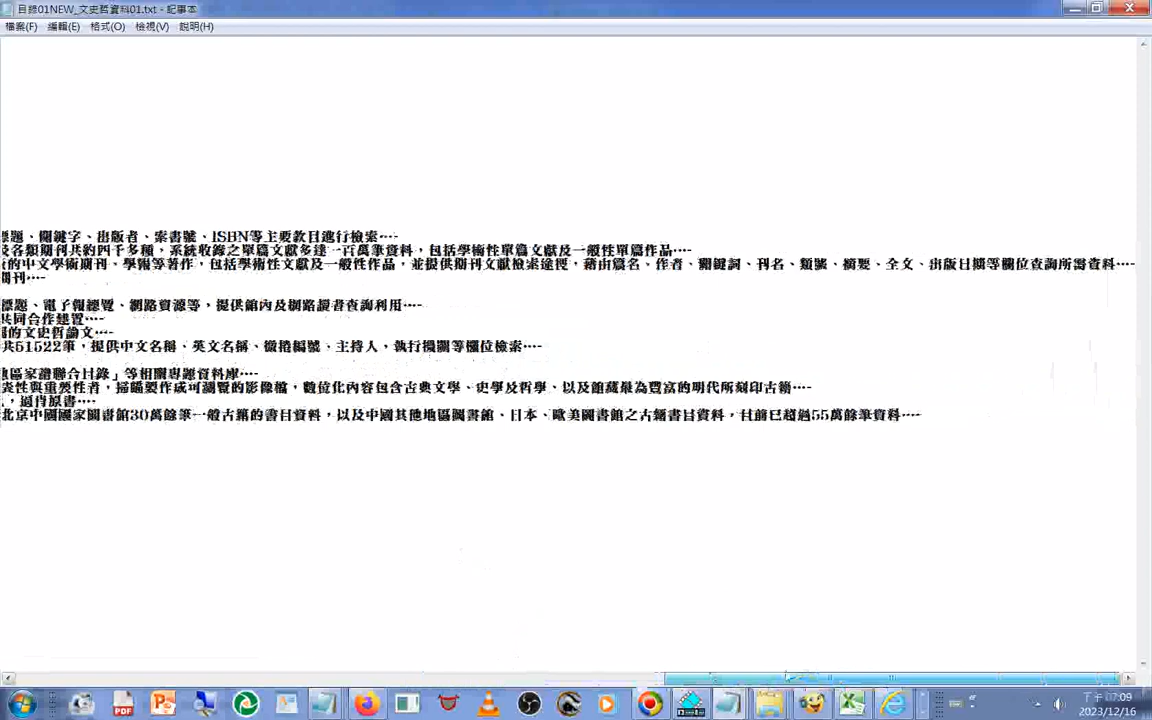 目錄01NEW_文史哲資料01.txt - 記事本
檔案(F) 編輯(E) 格式(O) 檢視(V) 說明(H)
標題、關鍵字、出版者、索書號、ISBN等主要款目進行檢索‧‧‧‧
及各類期刊共約四千多種，系統收錄之單篇文獻多達一百萬筆資料，包括學術性單篇文獻及一般性單篇作品‧‧‧‧
的中文學術期刊、學報等著作，包括學術性文獻及一般性作品，並提供期刊文獻檢索途徑，藉由篇名、作者、關鍵詞、刊名、類號、摘要、全文、出版日期等欄位查詢所需資料‧‧‧‧
期刊‧‧‧‧
標題、電子報總覽、網路資源等，提供館內及網路讀者查詢利用‧‧‧‧
共同合作建置‧‧‧‧
的文史哲論文‧‧‧‧
共51522筆，提供中文名稱、英文名稱、微捲編號、主持人，執行機關等欄位檢索‧‧‧‧
地區家譜聯合目錄」等相關專題資料庫‧‧‧‧
性與重要性者，掃瞄製作成可瀏覽的影像檔，數位化內容包含古典文學、史學及哲學、以及館藏最為豐富的明代所刻印古籍‧‧‧‧
，適肖原書‧‧‧‧
北京中國國家圖書館30萬餘筆一般古籍的書目資料，以及中國其他地區圖書館、日本、歐美圖書館之古籍書目資料，目前已超過55萬餘筆資料‧‧‧‧
下午 07:09
2023/12/16